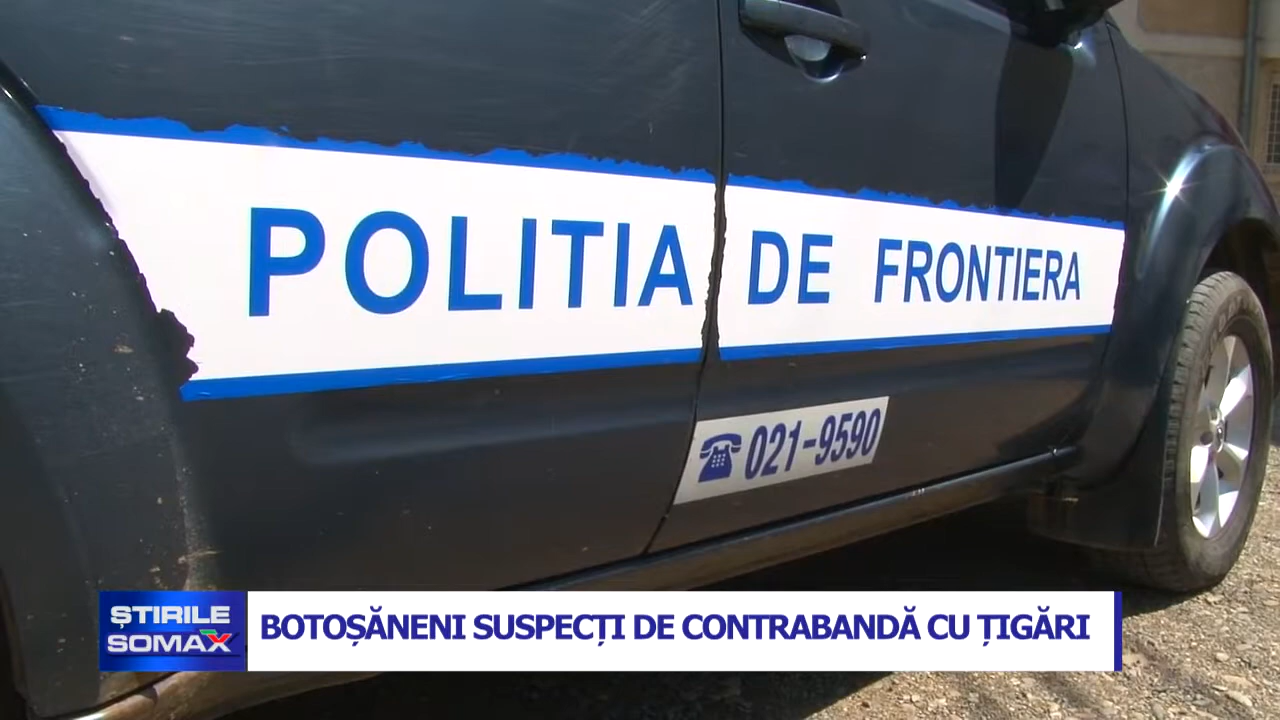 POLITIA DE FRONTIERA
021-9590
ȘTIRILE
SOMAX
BOTOȘĂNENI SUSPECȚI DE CONTRABANDĂ CU ȚIGĂRI